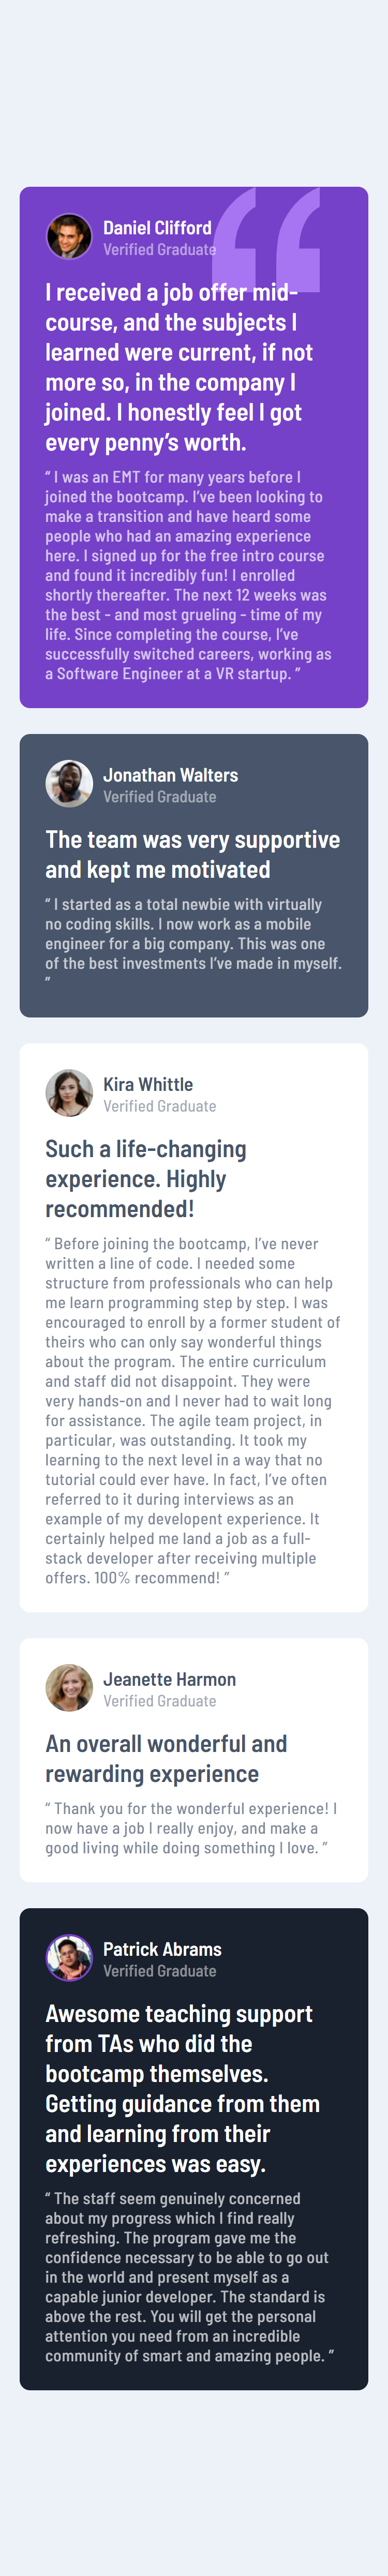 Daniel Clifford
Verified Graduate
I received a job offer mid-
course, and the subjects I
learned were current, if not
more so, in the company I
joined. I honestly feel I got
every penny’s worth.
“ I was an EMT for many years before I
joined the bootcamp. I’ve been looking to
make a transition and have heard some
people who had an amazing experience
here. I signed up for the free intro course
and found it incredibly fun! I enrolled
shortly thereafter. The next 12 weeks was
the best - and most grueling - time of my
life. Since completing the course, I’ve
successfully switched careers, working as
a Software Engineer at a VR startup. ”
Jonathan Walters
Verified Graduate
The team was very supportive
and kept me motivated
“ I started as a total newbie with virtually
no coding skills. I now work as a mobile
engineer for a big company. This was one
of the best investments I’ve made in myself.
”
Kira Whittle
Verified Graduate
Such a life-changing
experience. Highly
recommended!
“ Before joining the bootcamp, I’ve never
written a line of code. I needed some
structure from professionals who can help
me learn programming step by step. I was
encouraged to enroll by a former student of
theirs who can only say wonderful things
about the program. The entire curriculum
and staff did not disappoint. They were
very hands-on and I never had to wait long
for assistance. The agile team project, in
particular, was outstanding. It took my
learning to the next level in a way that no
tutorial could ever have. In fact, I’ve often
referred to it during interviews as an
example of my developent experience. It
certainly helped me land a job as a full-
stack developer after receiving multiple
offers. 100% recommend! ”
Jeanette Harmon
Verified Graduate
An overall wonderful and
rewarding experience
“ Thank you for the wonderful experience! I
now have a job I really enjoy, and make a
good living while doing something I love. ”
Patrick Abrams
Verified Graduate
Awesome teaching support
from TAs who did the
bootcamp themselves.
Getting guidance from them
and learning from their
experiences was easy.
“ The staff seem genuinely concerned
about my progress which I find really
refreshing. The program gave me the
confidence necessary to be able to go out
in the world and present myself as a
capable junior developer. The standard is
above the rest. You will get the personal
attention you need from an incredible
community of smart and amazing people. ”